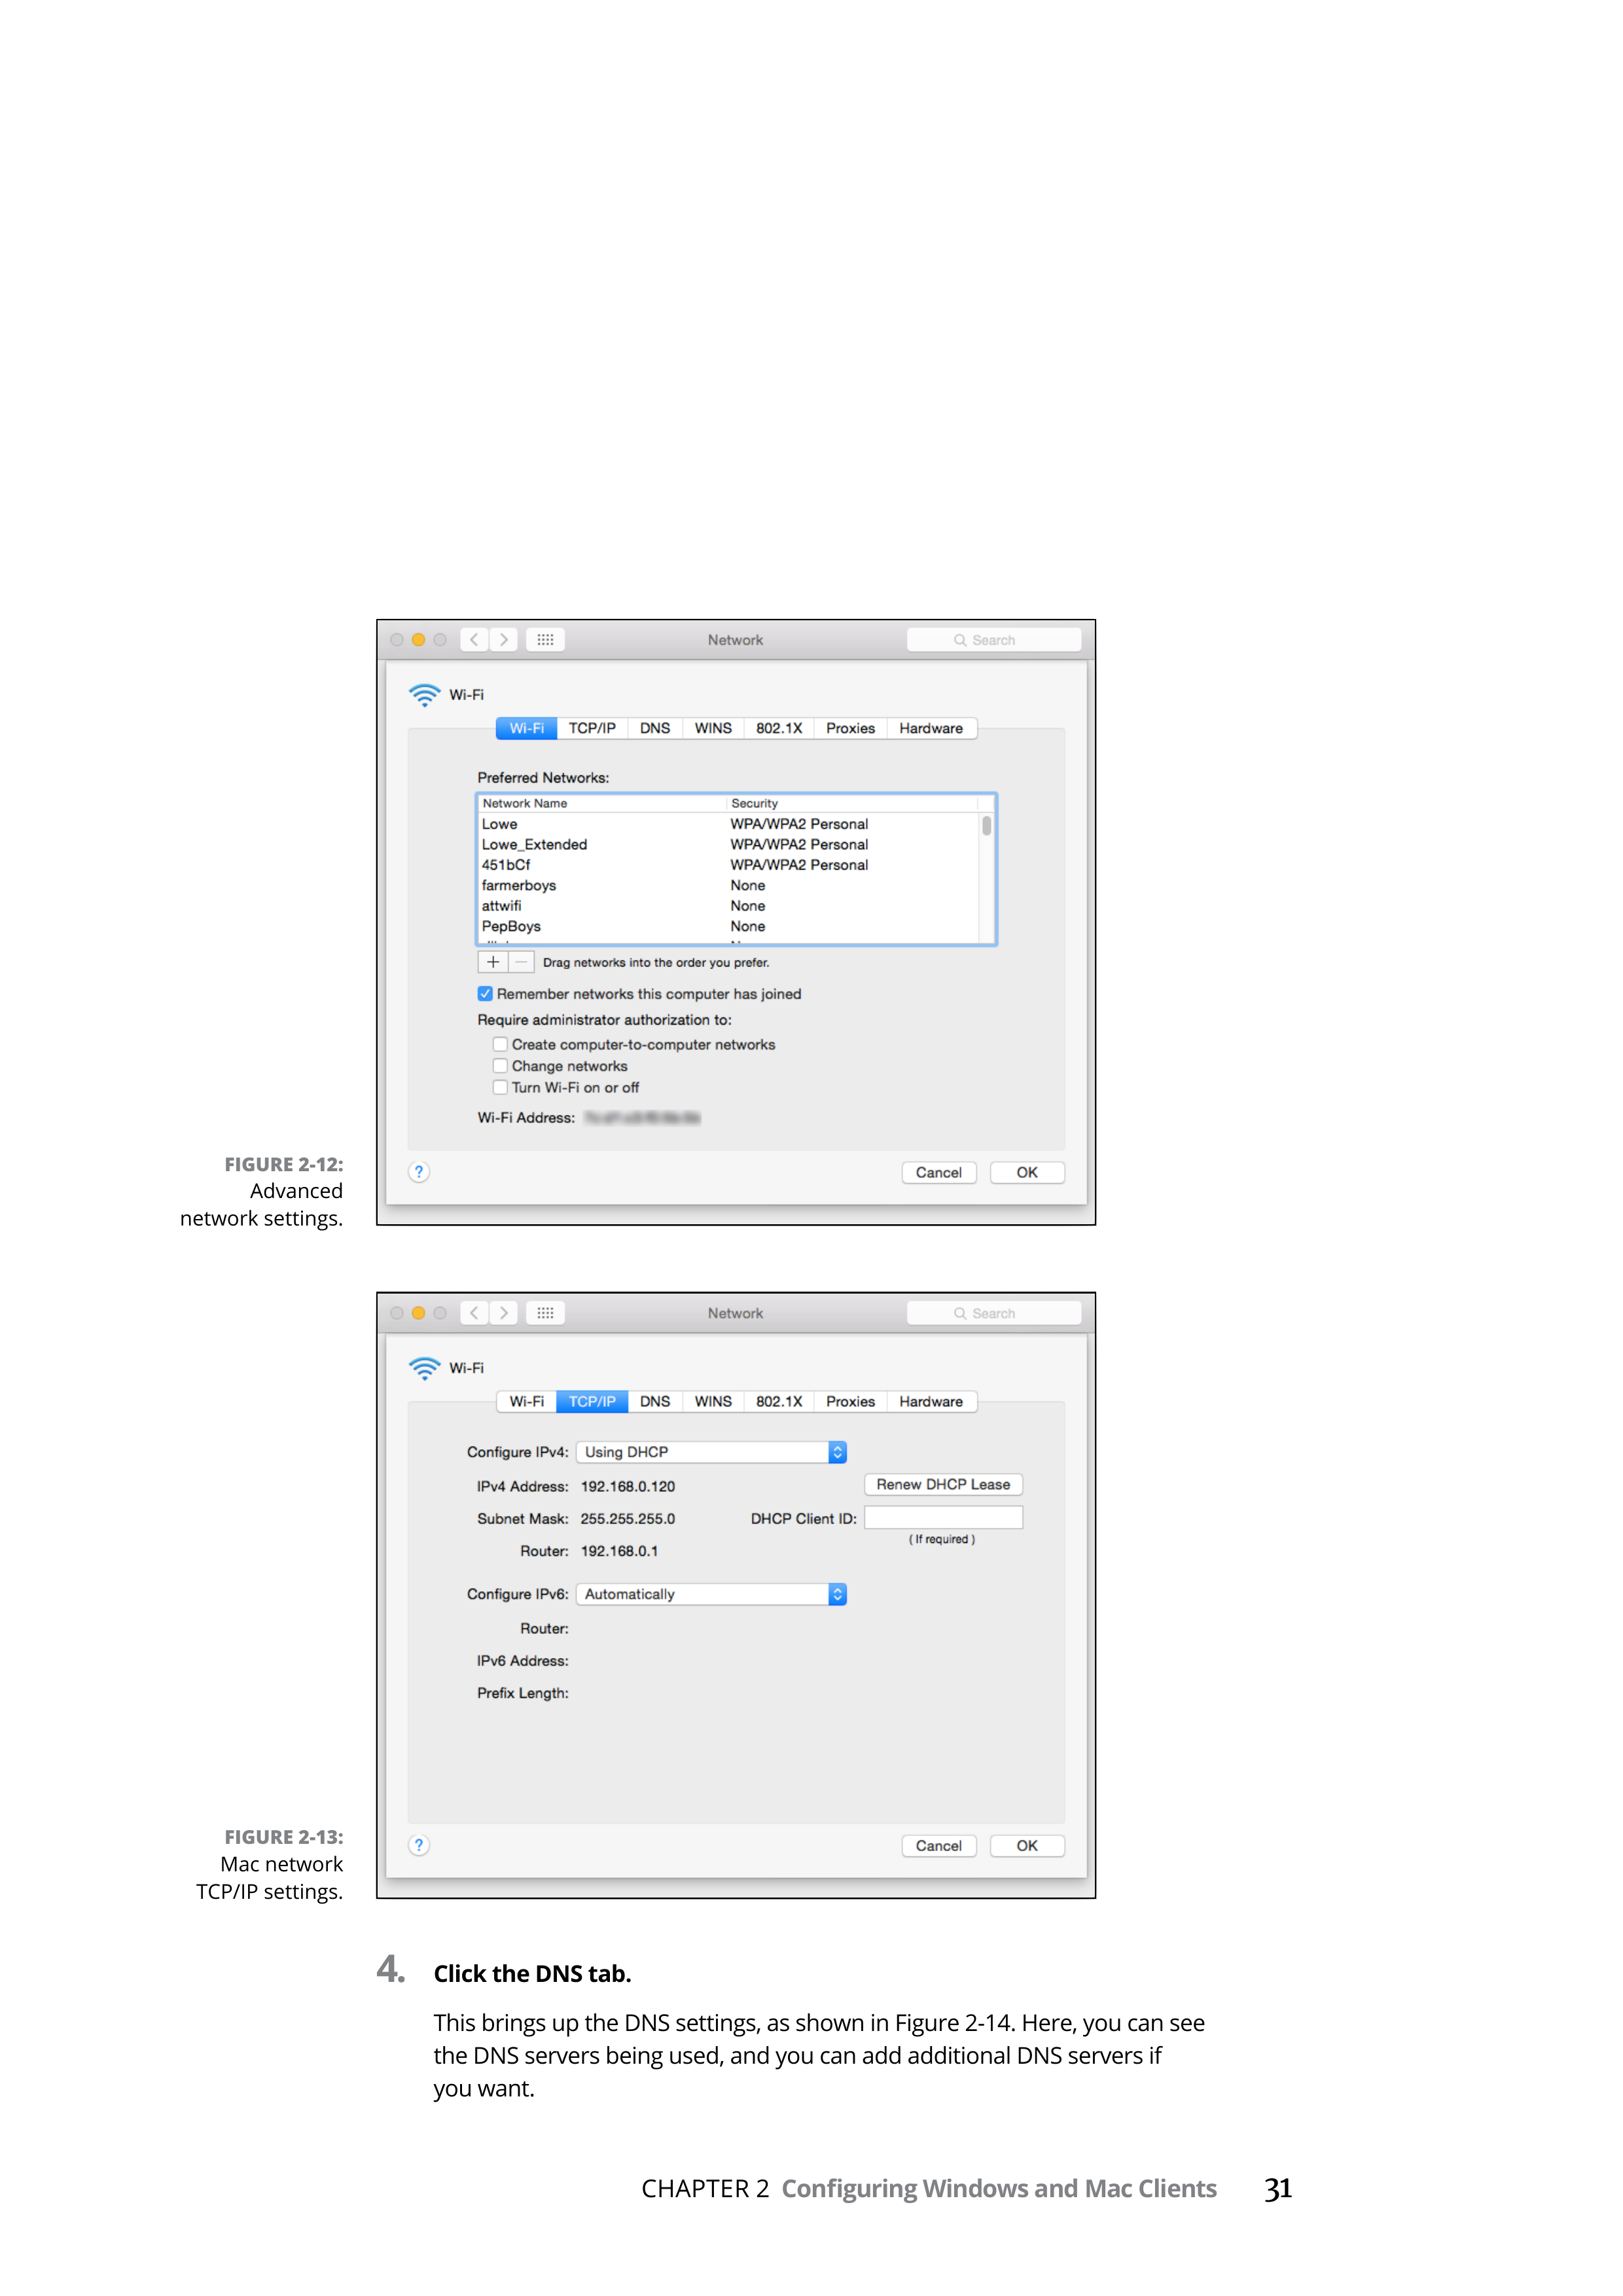 Network
Search
Wi-Fi
Wi-Fi TCP/IP DNS WINS 802.1X Proxies Hardware
Preferred Networks:
Network Name Security
Lowe WPA/WPA2 Personal
Lowe_Extended WPA/WPA2 Personal
451bCf WPA/WPA2 Personal
farmerboys None
attwifi None
PepBoys None
+ − Drag networks into the order you prefer.
Remember networks this computer has joined
Require administrator authorization to:
Create computer-to-computer networks
Change networks
Turn Wi-Fi on or off
Wi-Fi Address:
? Cancel OK
FIGURE 2-12:
Advanced
network settings.
Network
Search
Wi-Fi
Wi-Fi TCP/IP DNS WINS 802.1X Proxies Hardware
Configure IPv4: Using DHCP
IPv4 Address: 192.168.0.120 Renew DHCP Lease
Subnet Mask: 255.255.255.0 DHCP Client ID:
( If required )
Router: 192.168.0.1
Configure IPv6: Automatically
Router:
IPv6 Address:
Prefix Length:
? Cancel OK
FIGURE 2-13:
Mac network
TCP/IP settings.
4. Click the DNS tab.
This brings up the DNS settings, as shown in Figure 2-14. Here, you can see
the DNS servers being used, and you can add additional DNS servers if
you want.
CHAPTER 2 Configuring Windows and Mac Clients 31